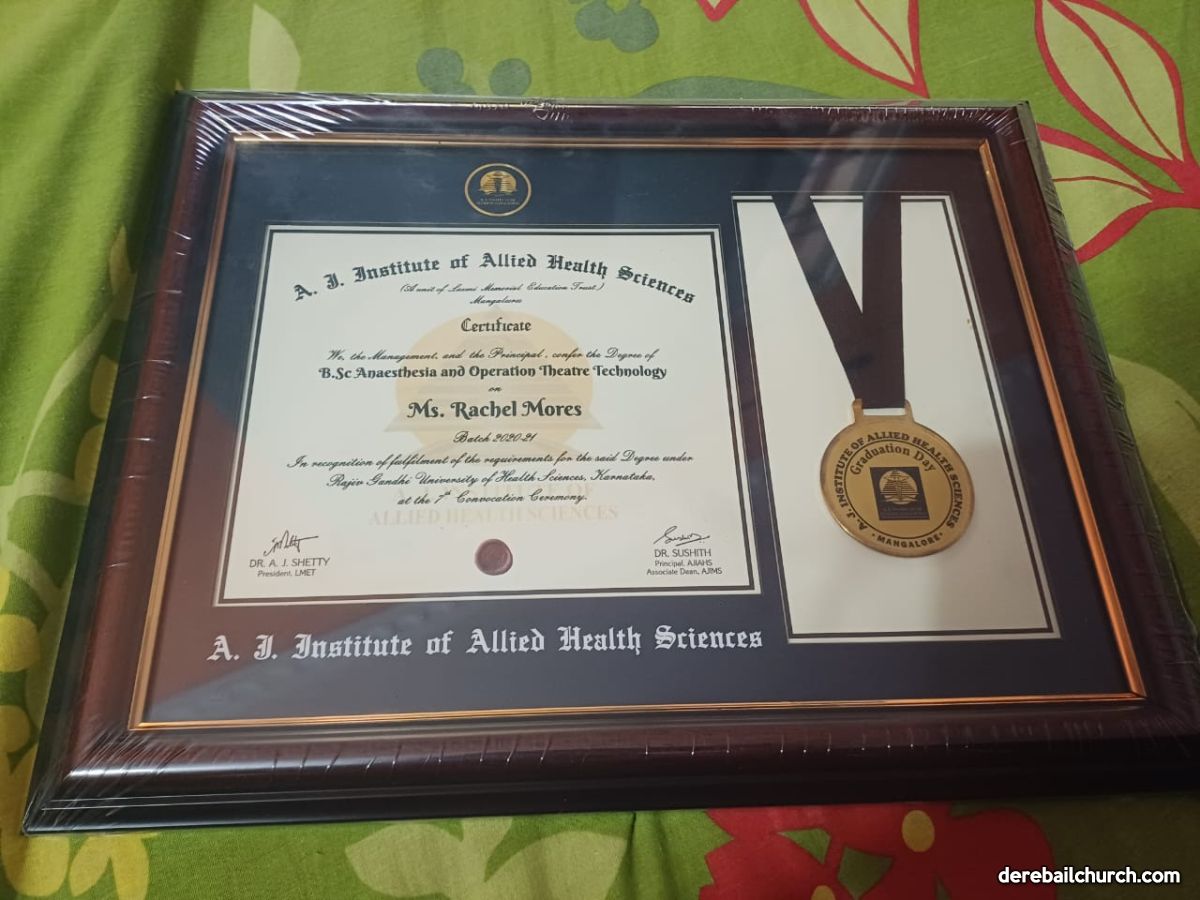 A. J. Institute of Allied Health Sciences
(A unit of Laxmi Memorial Education Trust,)
Mangaluru
Certificate
We, the Management, and the Principal, confer the Degree of
B.Sc Anaesthesia and Operation Theatre Technology
on
Ms. Rachel Mores
Batch 2020-21
In recognition of fulfilment of the requirements for the said Degree under
Rajiv Gandhi University of Health Sciences, Karnataka,
at the 7th Convocation Ceremony.
ALLIED HEALTH SCIENCES
DR. A. J. SHETTY
President, LMET
DR. SUSHITH
Principal, AJIAHS
Associate Dean, AJIMS
A. J. INSTITUTE OF ALLIED HEALTH SCIENCES
Graduation Day
• MANGALORE •
A. J. Institute of Allied Health Sciences
derebailchurch.com